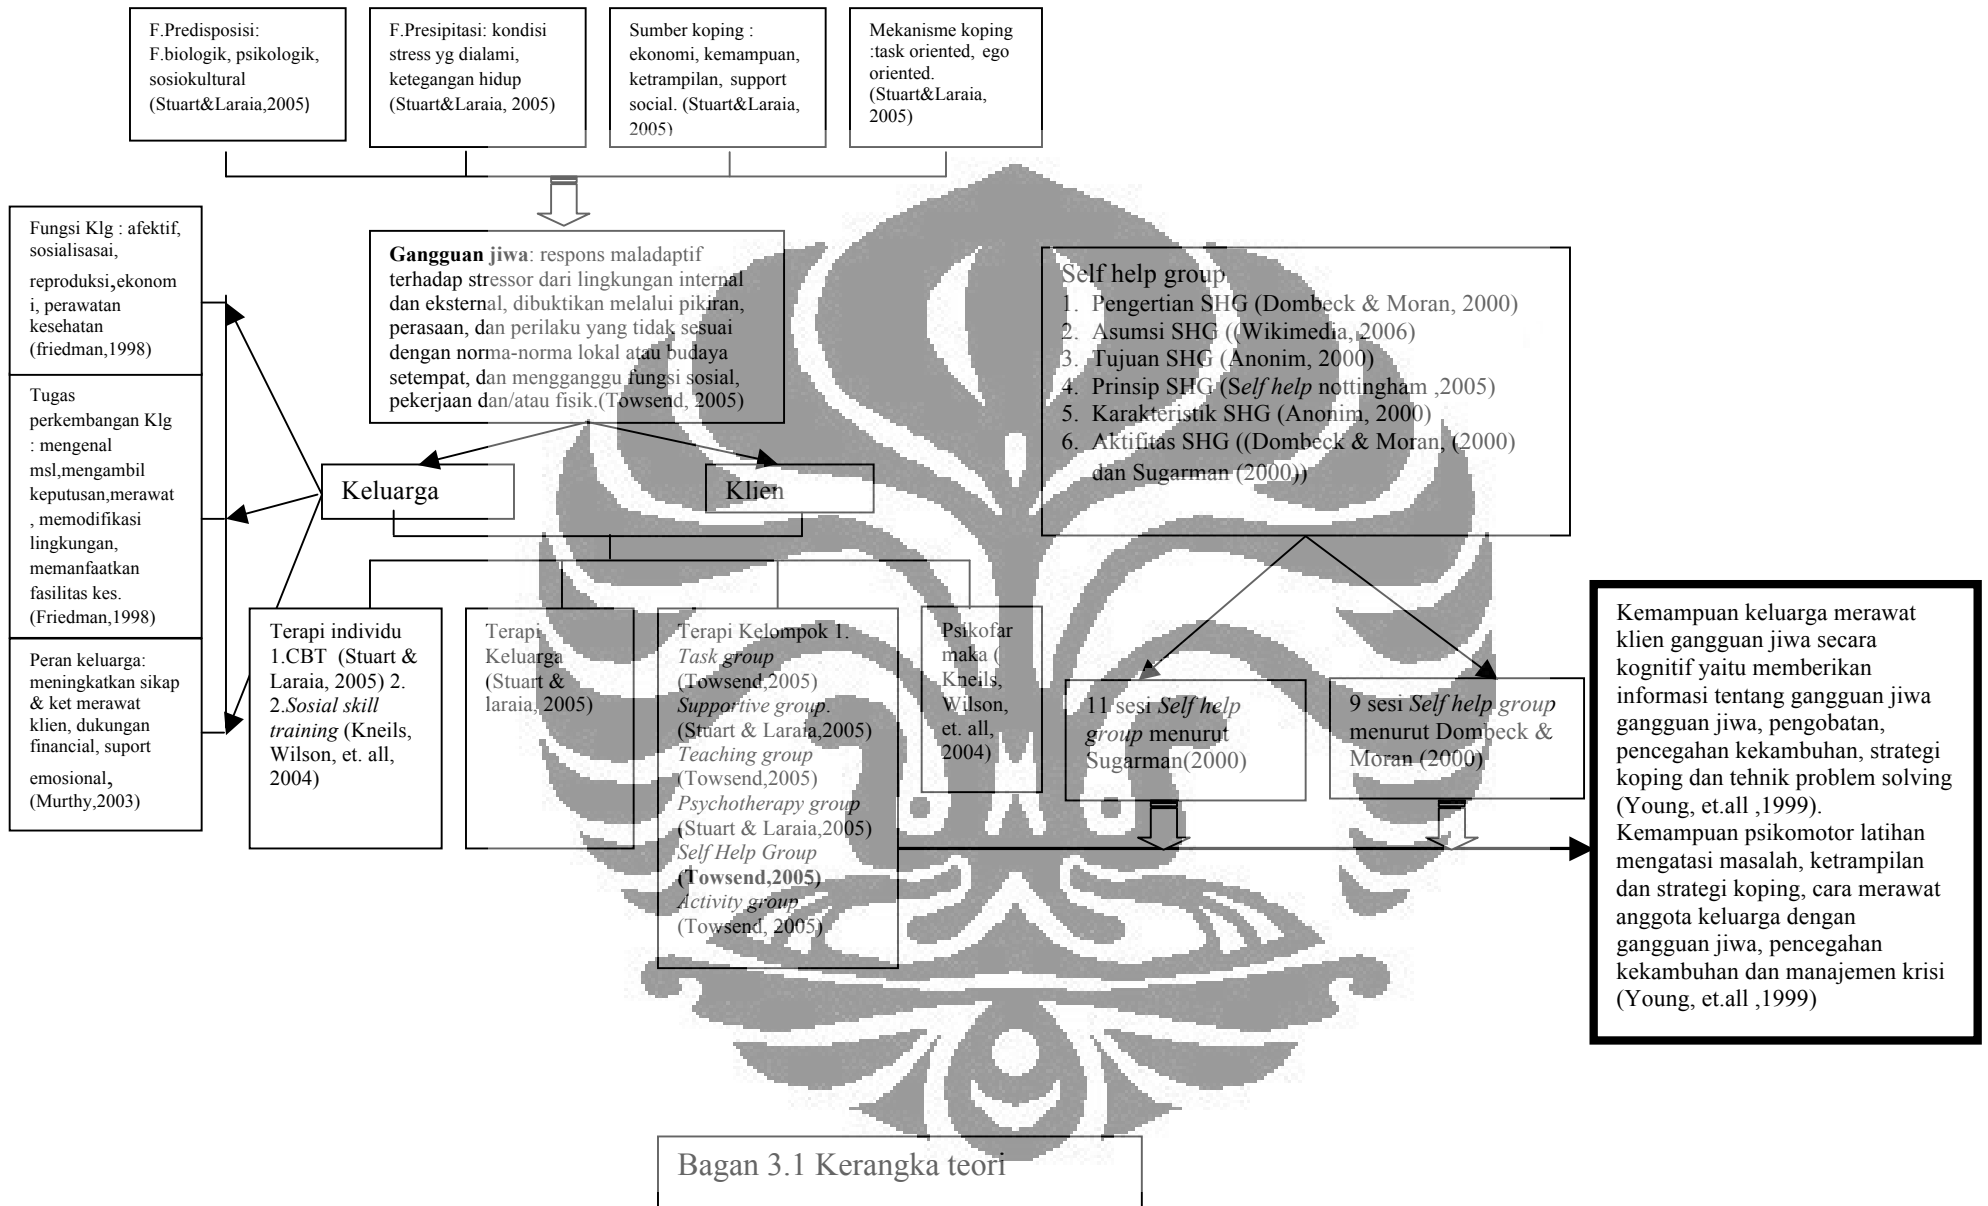 F.Predisposisi:
F.biologik, psikologik,
sosiokultural
(Stuart&Laraia,2005)
F.Presipitasi: kondisi
stress yg dialami,
ketegangan hidup
(Stuart&Laraia, 2005)
Sumber koping :
ekonomi, kemampuan,
ketrampilan, support
social. (Stuart&Laraia,
2005)
Mekanisme koping
:task oriented, ego
oriented.
(Stuart&Laraia,
2005)
Fungsi Klg : afektif,
sosialisasai,
reproduksi,ekonom
i, perawatan
kesehatan
(friedman,1998)
Tugas
perkembangan Klg
: mengenal
msl,mengambil
keputusan,merawat
, memodifikasi
lingkungan,
memanfaatkan
fasilitas kes.
(Friedman,1998)
Peran keluarga:
meningkatkan sikap
& ket merawat
klien, dukungan
financial, suport
emosional,
(Murthy,2003)
Gangguan jiwa: respons maladaptif
terhadap stressor dari lingkungan internal
dan eksternal, dibuktikan melalui pikiran,
perasaan, dan perilaku yang tidak sesuai
dengan norma-norma lokal atau budaya
setempat, dan mengganggu fungsi sosial,
pekerjaan dan/atau fisik.(Towsend, 2005)
Keluarga
Klien
Self help group
1. Pengertian SHG (Dombeck & Moran, 2000)
2. Asumsi SHG ((Wikimedia, 2006)
3. Tujuan SHG (Anonim, 2000)
4. Prinsip SHG (Self help nottingham ,2005)
5. Karakteristik SHG (Anonim, 2000)
6. Aktifitas SHG ((Dombeck & Moran, (2000)
dan Sugarman (2000))
Terapi individu
1.CBT (Stuart &
Laraia, 2005) 2.
2.Sosial skill
training (Kneils,
Wilson, et. all,
2004)
Terapi
Keluarga
(Stuart &
laraia, 2005)
Terapi Kelompok 1.
Task group
(Towsend,2005)
Supportive group.
(Stuart & Laraia,2005)
Teaching group
(Towsend,2005)
Psychotherapy group
(Stuart & Laraia,2005)
Self Help Group
(Towsend,2005)
Activity group
(Towsend, 2005)
Psikofar
maka (
Kneils,
Wilson,
et. all,
2004)
11 sesi Self help
group menurut
Sugarman(2000)
9 sesi Self help group
menurut Dombeck &
Moran (2000)
Kemampuan keluarga merawat
klien gangguan jiwa secara
kognitif yaitu memberikan
informasi tentang gangguan jiwa
gangguan jiwa, pengobatan,
pencegahan kekambuhan, strategi
koping dan tehnik problem solving
(Young, et.all ,1999).
Kemampuan psikomotor latihan
mengatasi masalah, ketrampilan
dan strategi koping, cara merawat
anggota keluarga dengan
gangguan jiwa, pencegahan
kekambuhan dan manajemen krisi
(Young, et.all ,1999)
Bagan 3.1 Kerangka teori